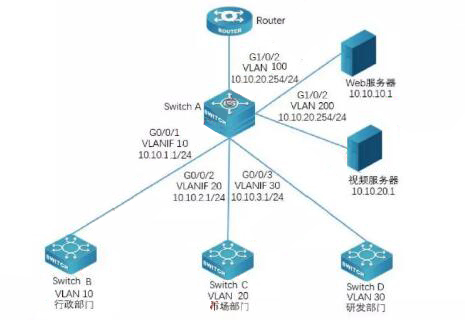 Router
ROUTER
G1/0/2
VLAN 100
10.10.20.254/24
Web服务器
10.10.10.1
Switch A
SWITCH
G1/0/2
VLAN 200
10.10.20.254/24
视频服务器
10.10.20.1
G0/0/1
VLANIF 10
10.10.1.1/24
G0/0/2
VLANIF 20
10.10.2.1/24
G0/0/3
VLANIF 30
10.10.3.1/24
SWITCH
Switch B
VLAN 10
行政部门
SWITCH
Switch C
VLAN 20
市场部门
SWITCH
Switch D
VLAN 30
研发部门